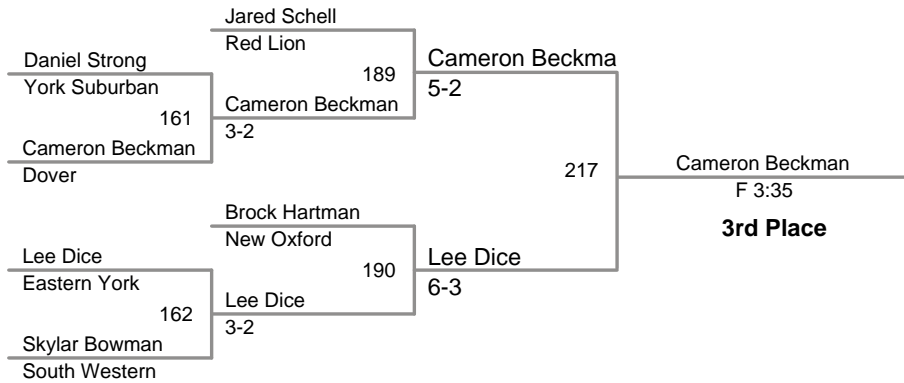 Jared Schell
Red Lion
Daniel Strong
York Suburban
189
Cameron Beckma
5-2
161
Cameron Beckman
3-2
Cameron Beckman
Dover
217
Cameron Beckman
F 3:35
3rd Place
Brock Hartman
New Oxford
Lee Dice
Eastern York
190
Lee Dice
6-3
162
Lee Dice
3-2
Skylar Bowman
South Western